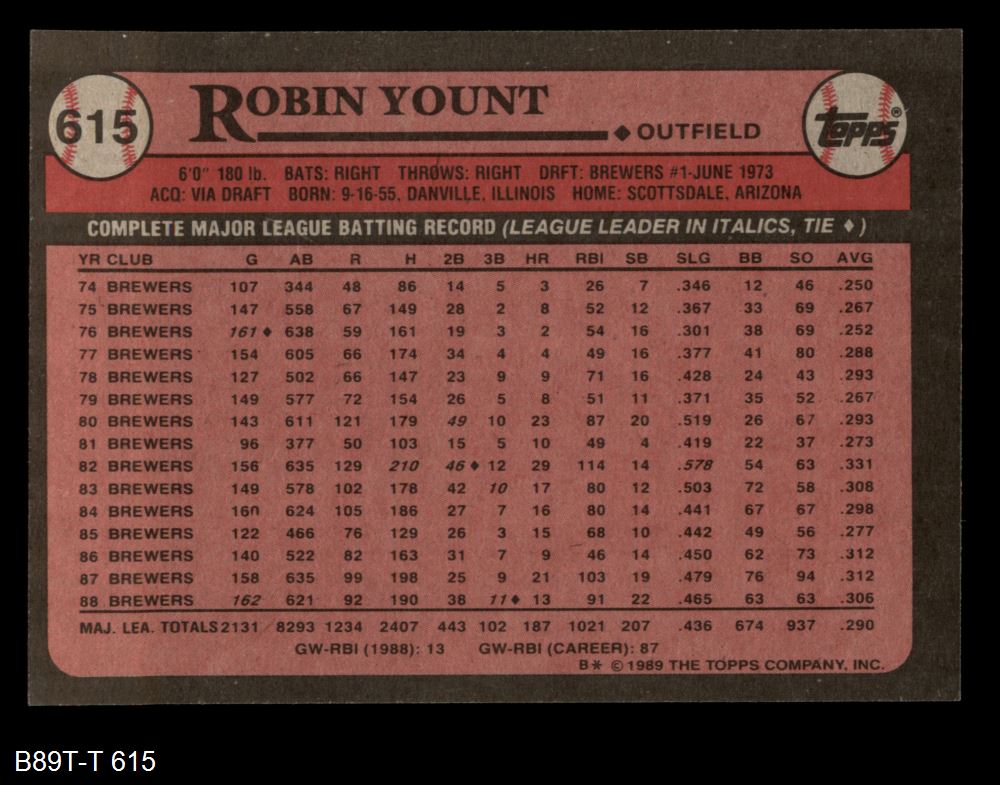 615 ROBIN YOUNT ◆ OUTFIELD topps®
6'0" 180 lb. BATS: RIGHT THROWS: RIGHT DRFT: BREWERS #1-JUNE 1973
ACQ: VIA DRAFT BORN: 9-16-55, DANVILLE, ILLINOIS HOME: SCOTTSDALE, ARIZONA
COMPLETE MAJOR LEAGUE BATTING RECORD (LEAGUE LEADER IN ITALICS, TIE ♦)
YR CLUB G AB R H 2B 3B HR RBI SB SLG BB SO AVG
74 BREWERS 107 344 48 86 14 5 3 26 7 .346 12 46 .250
75 BREWERS 147 558 67 149 28 2 8 52 12 .367 33 69 .267
76 BREWERS 161♦ 638 59 161 19 3 2 54 16 .301 38 69 .252
77 BREWERS 154 605 66 174 34 4 4 49 16 .377 41 80 .288
78 BREWERS 127 502 66 147 23 9 9 71 16 .428 24 43 .293
79 BREWERS 149 577 72 154 26 5 8 51 11 .371 35 52 .267
80 BREWERS 143 611 121 179 49 10 23 87 20 .519 26 67 .293
81 BREWERS 96 377 50 103 15 5 10 49 4 .419 22 37 .273
82 BREWERS 156 635 129 210 46♦ 12 29 114 14 .578 54 63 .331
83 BREWERS 149 578 102 178 42 10 17 80 12 .503 72 58 .308
84 BREWERS 160 624 105 186 27 7 16 80 14 .441 67 67 .298
85 BREWERS 122 466 76 129 26 3 15 68 10 .442 49 56 .277
86 BREWERS 140 522 82 163 31 7 9 46 14 .450 62 73 .312
87 BREWERS 158 635 99 198 25 9 21 103 19 .479 76 94 .312
88 BREWERS 162 621 92 190 38 11♦ 13 91 22 .465 63 63 .306
MAJ. LEA. TOTALS 2131 8293 1234 2407 443 102 187 1021 207 .436 674 937 .290
GW-RBI (1988): 13 GW-RBI (CAREER): 87
B* ©1989 THE TOPPS COMPANY, INC.
B89T-T 615